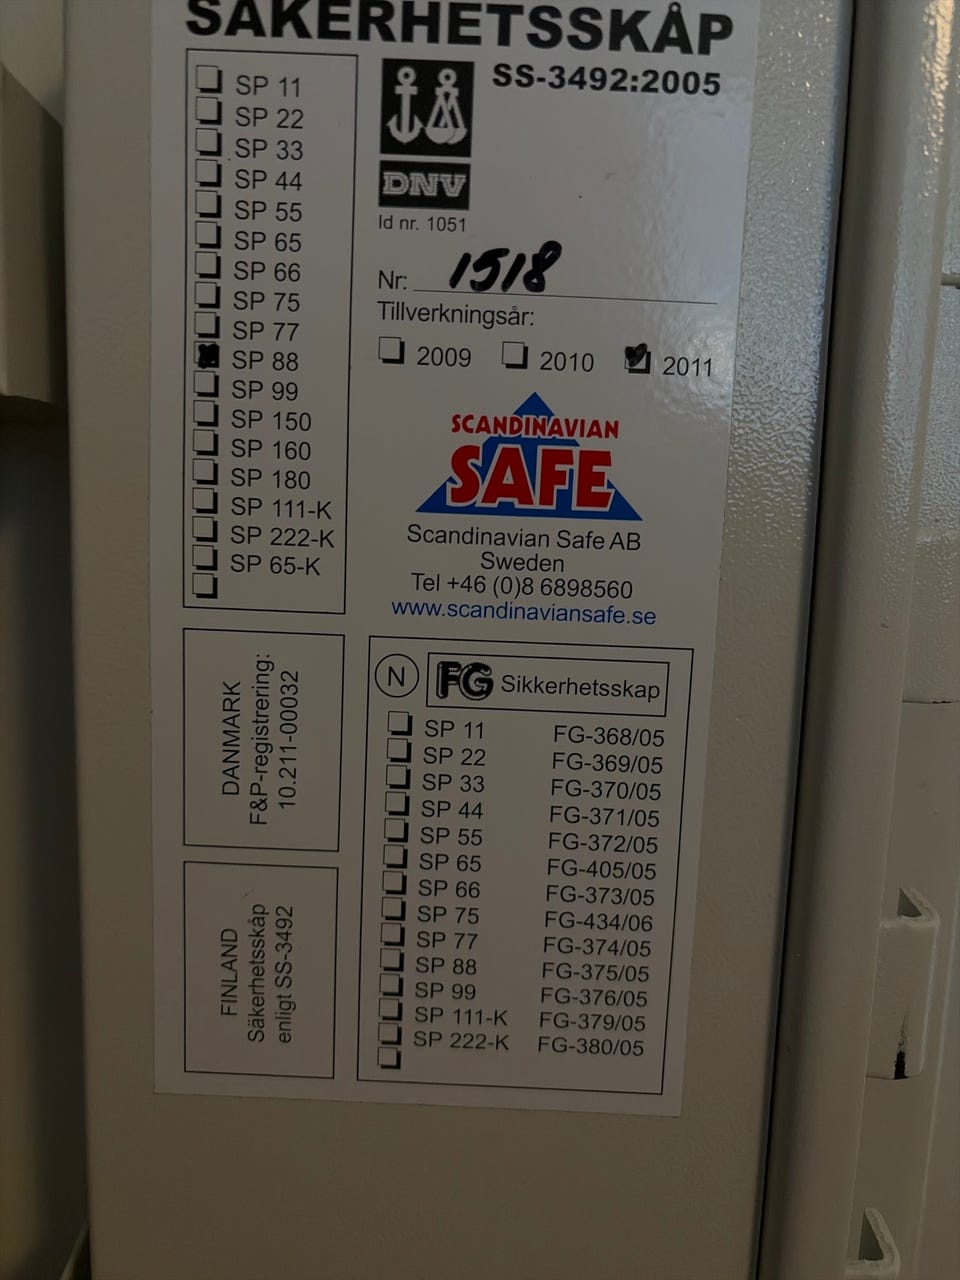 SÄKERHETSSKÅP
SS-3492:2005
SP 11
SP 22
SP 33
SP 44
SP 55
SP 65
SP 66
SP 75
SP 77
SP 88
SP 99
SP 150
SP 160
SP 180
SP 111-K
SP 222-K
SP 65-K
DNV
Id nr. 1051
Nr: 1518
Tillverkningsår:
2009 2010 2011
SCANDINAVIAN
SAFE
Scandinavian Safe AB
Sweden
Tel +46 (0)8 6898560
www.scandinaviansafe.se
DANMARK
F&P-registrering:
10.2111-00032
FINLAND
Säkerhetsskåp
enligt SS-3492
N FG Sikkerhetsskap
SP 11 FG-368/05
SP 22 FG-369/05
SP 33 FG-370/05
SP 44 FG-371/05
SP 55 FG-372/05
SP 65 FG-405/05
SP 66 FG-373/05
SP 75 FG-434/06
SP 77 FG-374/05
SP 88 FG-375/05
SP 99 FG-376/05
SP 111-K FG-379/05
SP 222-K FG-380/05